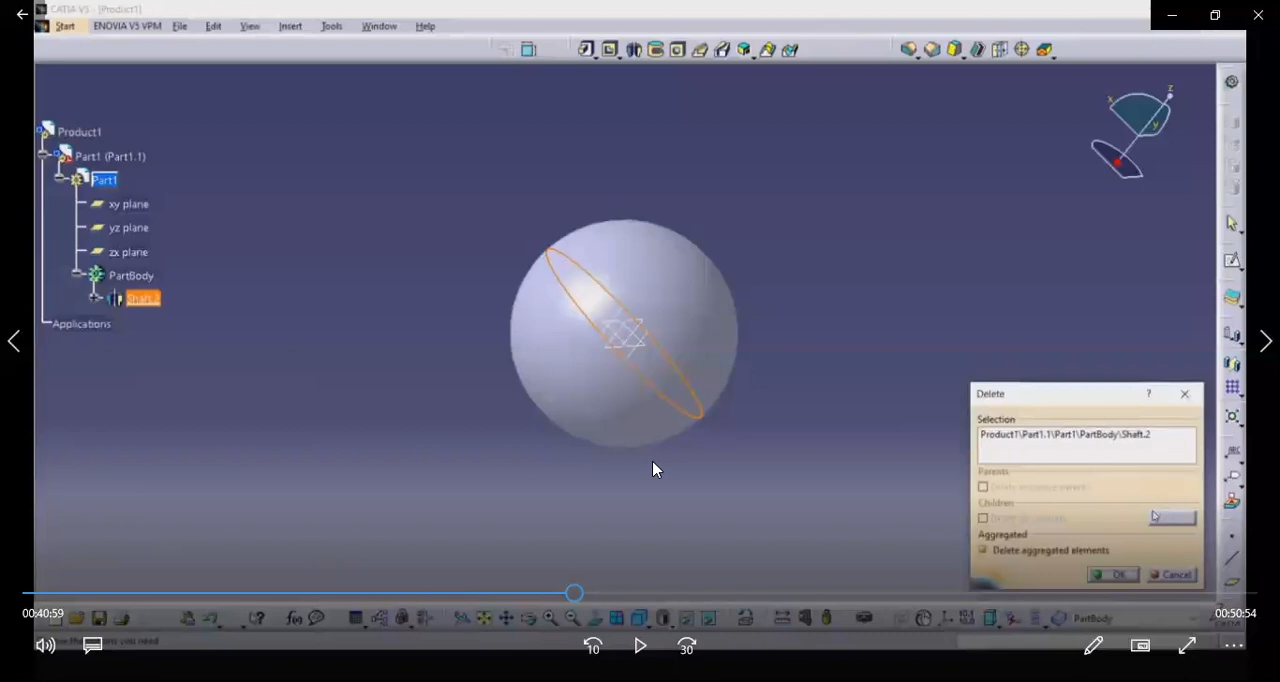 CATIA V5 - [Product1]
Start ENOVIA V5 VPM File Edit View Insert Tools Window Help
z
x
y
Product1
Part1 (Part1.1)
Part1
xy plane
yz plane
zx plane
PartBody
Shaft.2
Applications
Delete ?
Selection
Product1\Part1.1\Part1\PartBody\Shaft.2
Parents
Children
Aggregated
Delete aggregated elements
OK Cancel
00:40:59 00:50:54
PartBody
10 30